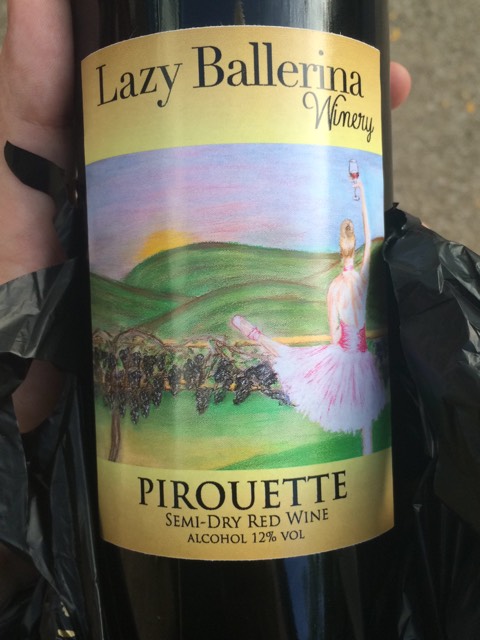 Lazy Ballerina
Winery
PIROUETTE
SEMI-DRY RED WINE
ALCOHOL 12% VOL